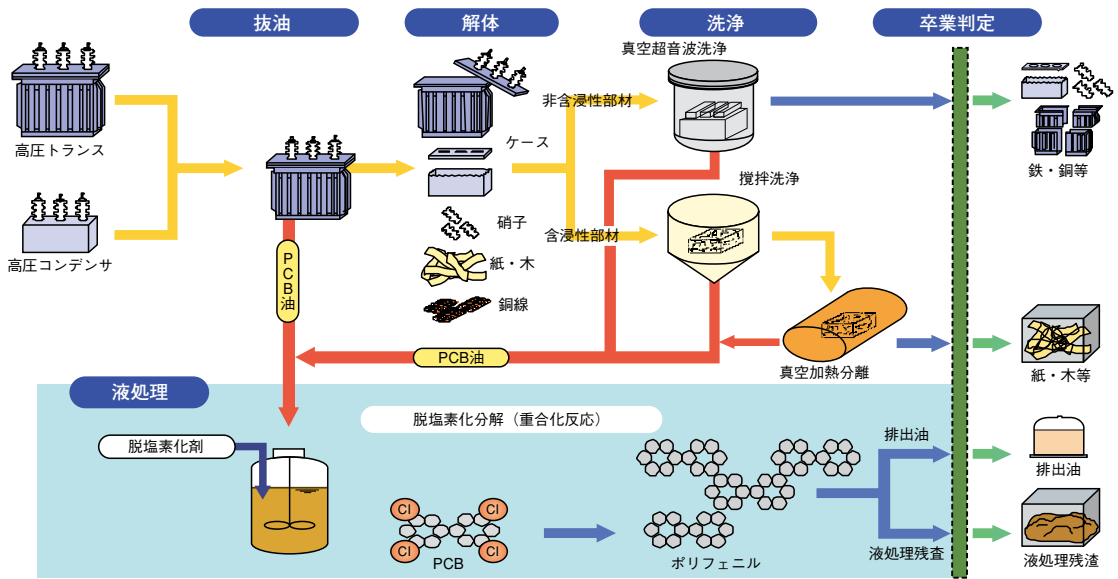 抜油
解体
洗浄
卒業判定
真空超音波洗浄
高圧トランス
非含浸性部材
ケース
鉄・銅等
撹拌洗浄
硝子
含浸性部材
高圧コンデンサ
紙・木
PCB油
銅線
PCB油
真空加熱分離
紙・木等
液処理
脱塩素化分解（重合化反応）
脱塩素化剤
排出油
排出油
Cl
Cl
Cl
Cl
PCB
ポリフェニル
液処理残査
液処理残渣